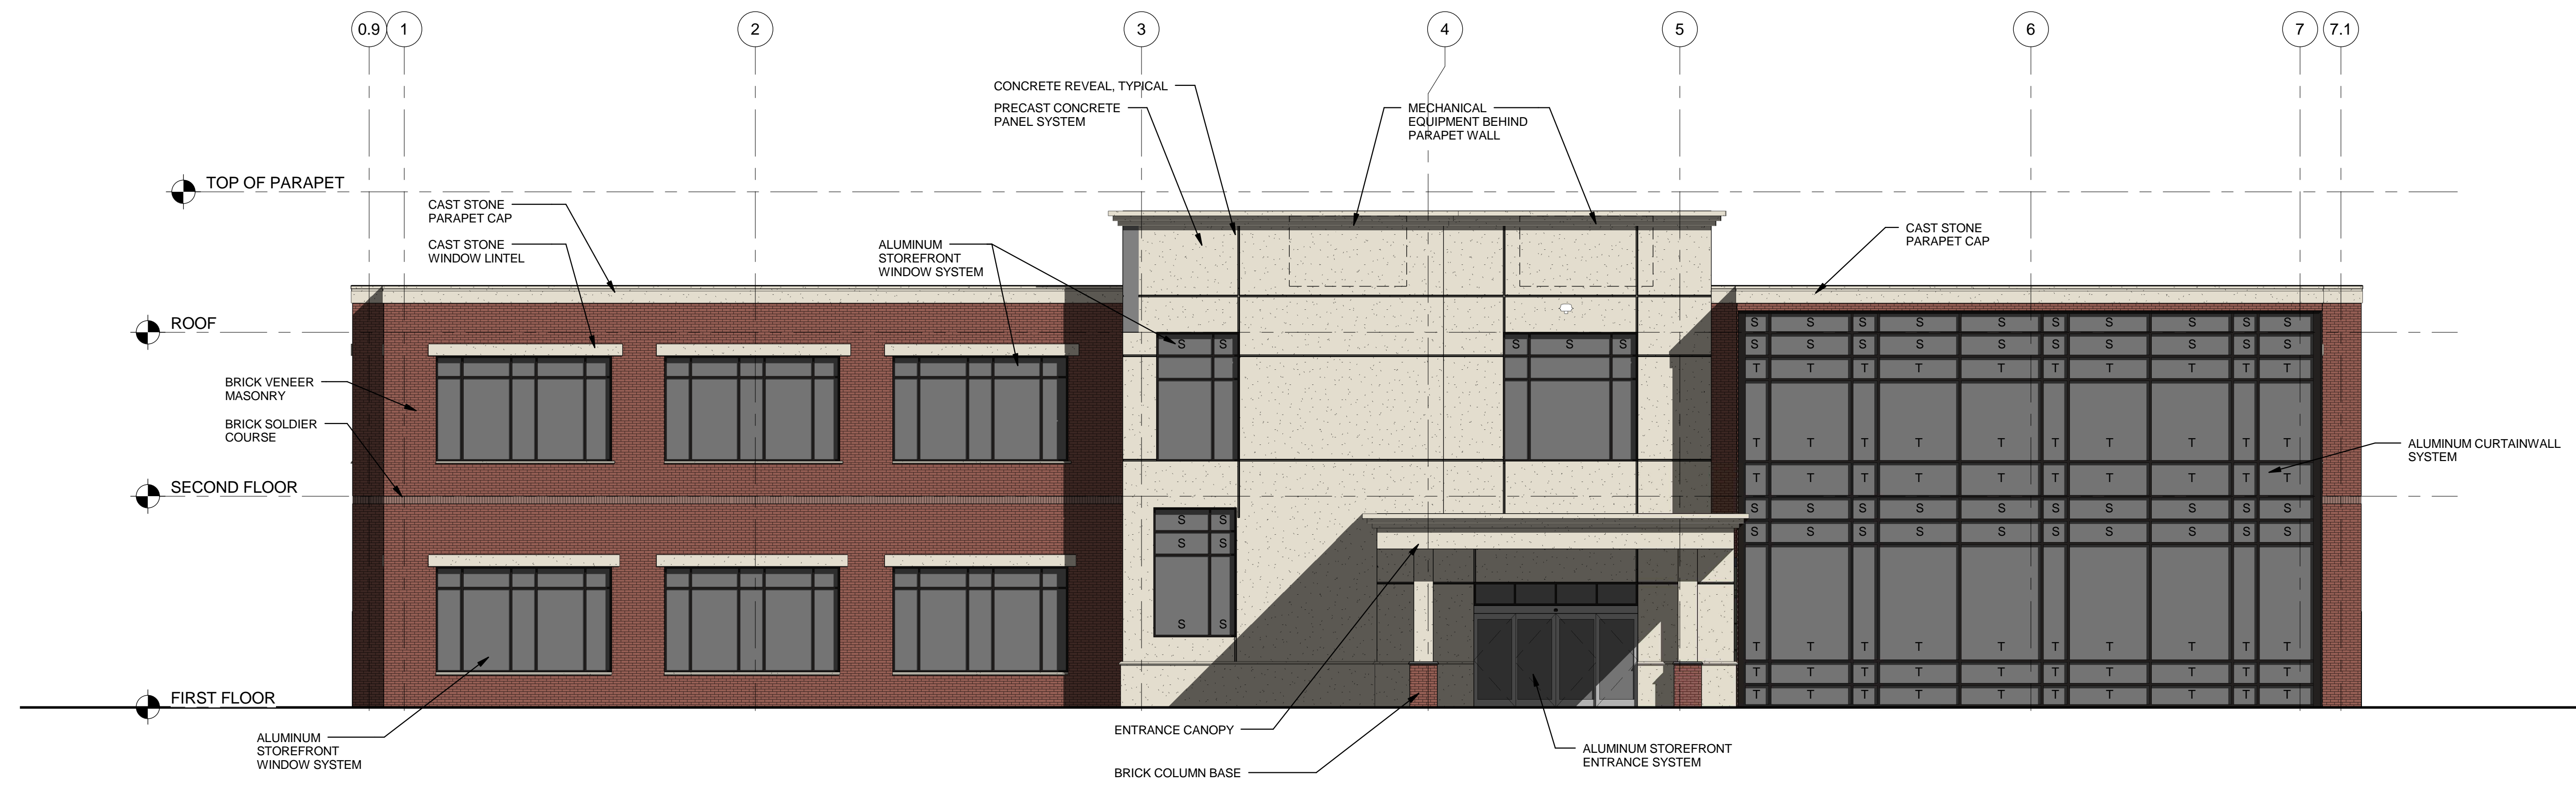 0.9 1 2 3 4 5 6 7 7.1
CONCRETE REVEAL, TYPICAL
PRECAST CONCRETE
PANEL SYSTEM
MECHANICAL
EQUIPMENT BEHIND
PARAPET WALL
TOP OF PARAPET
CAST STONE
PARAPET CAP
CAST STONE
WINDOW LINTEL
ALUMINUM
STOREFRONT
WINDOW SYSTEM
CAST STONE
PARAPET CAP
ROOF
S S S S S S S S S S
S S S S S S S S S S S S S S S
T T T T T T T T T T
BRICK VENEER
MASONRY
BRICK SOLDIER
COURSE
T T T T T T T T T T
ALUMINUM CURTAINWALL
SYSTEM
T T T T T T T T T T
SECOND FLOOR
S S S S S S S S S S
S S
S S S S S S S S S S
S S
S S
T T T T T T T T T T
T T T T T T T T T T
T T T T T T T T T T
FIRST FLOOR
ALUMINUM
STOREFRONT
WINDOW SYSTEM
ENTRANCE CANOPY
BRICK COLUMN BASE
ALUMINUM STOREFRONT
ENTRANCE SYSTEM